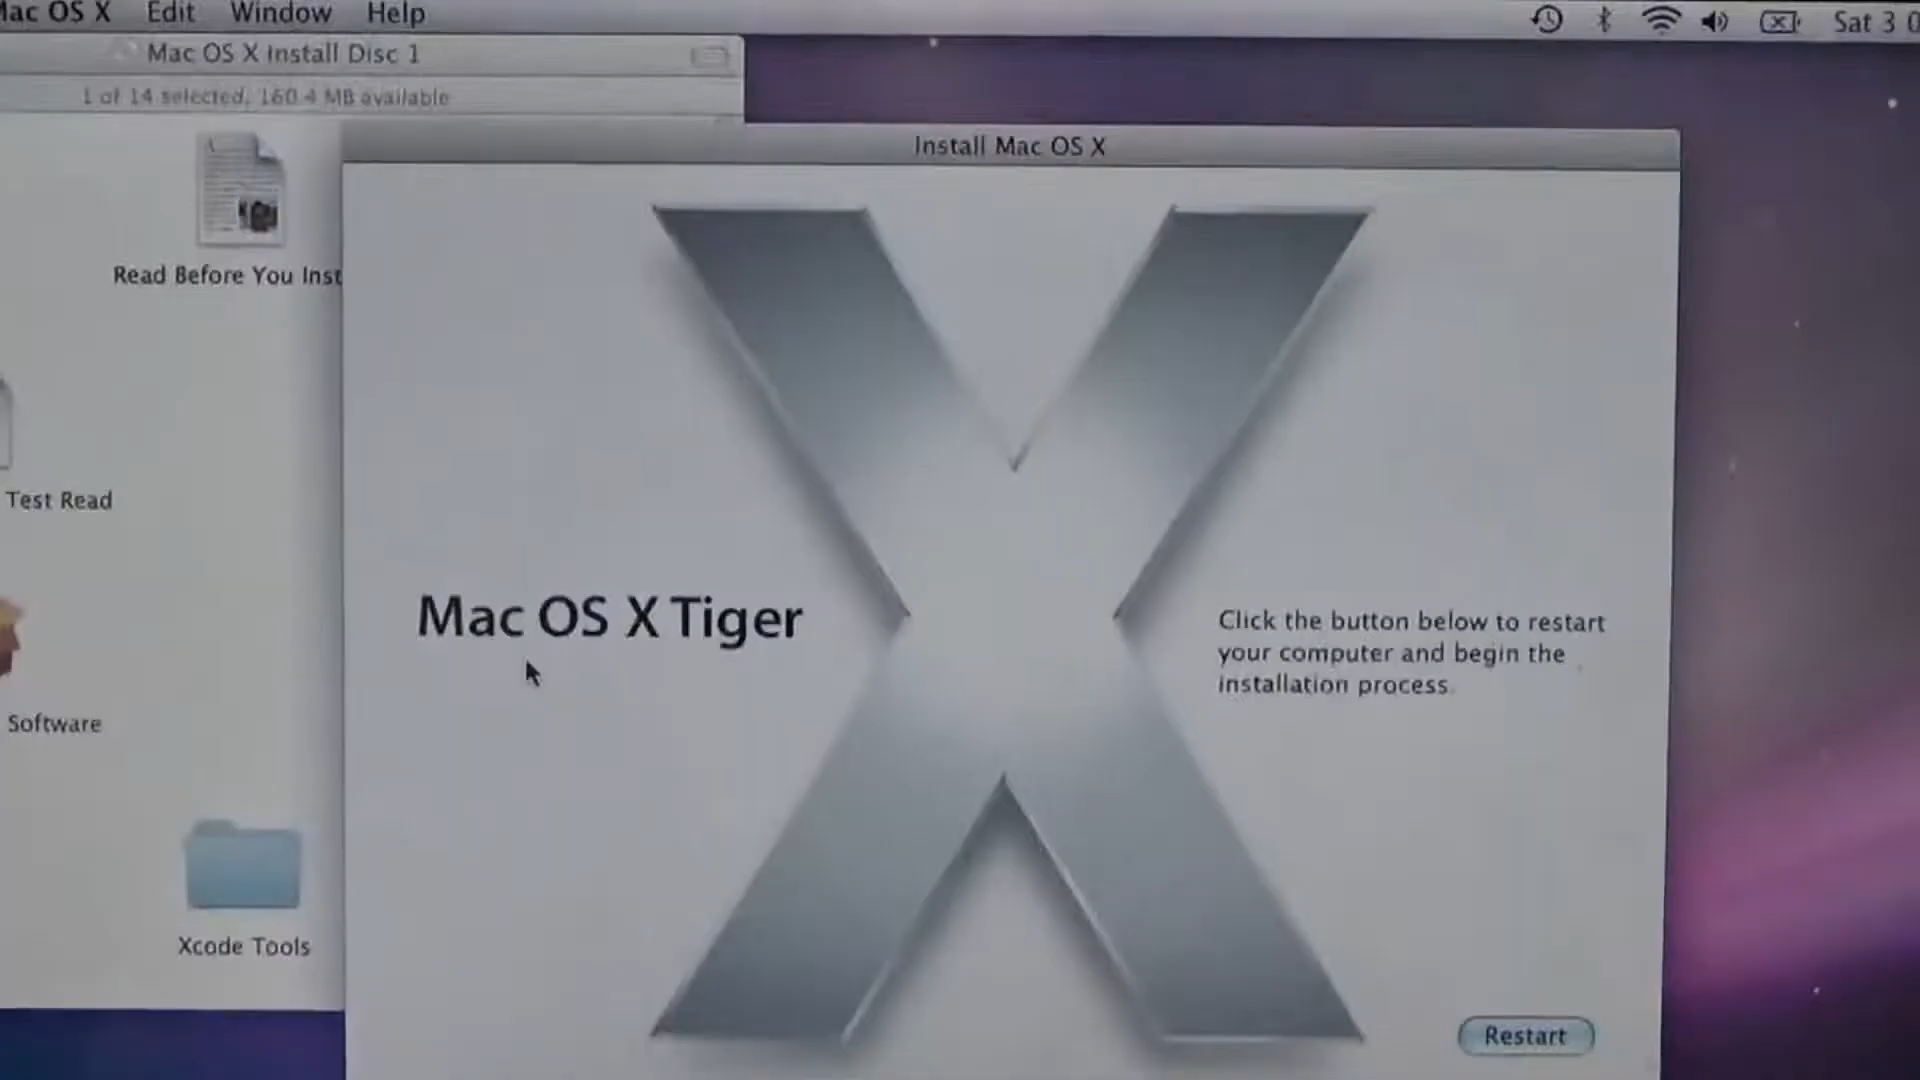 Mac OS X Edit Window Help
Sat 3
Mac OS X Install Disc 1
1 of 14 selected, 160.4 MB available
Install Mac OS X
Read Before You Inst
Test Read
Mac OS X Tiger
Click the button below to restart
your computer and begin the
installation process.
Software
Xcode Tools
Restart